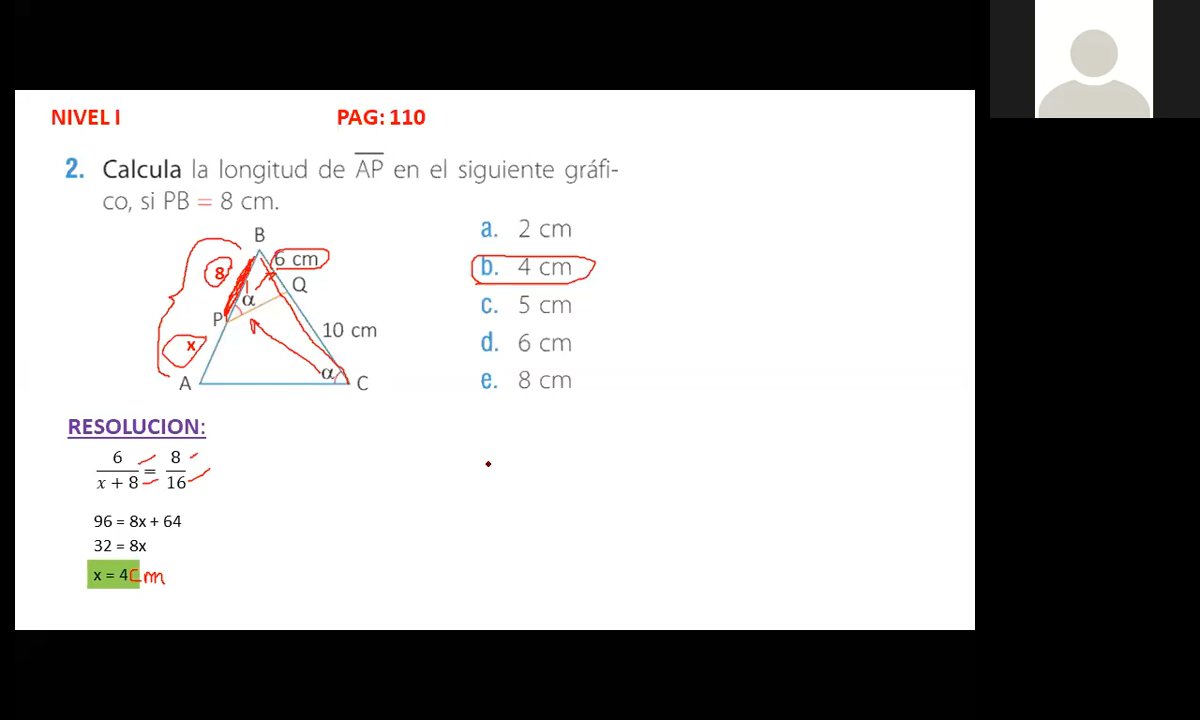 NIVEL I PAG: 110
2. Calcula la longitud de AP en el siguiente gráfi-
co, si PB = 8 cm.
B
6 cm
8
Q
α
P
10 cm
x
α
A C
a. 2 cm
b. 4 cm
c. 5 cm
d. 6 cm
e. 8 cm
RESOLUCION:
6 / x + 8 = 8 / 16
96 = 8x + 64
32 = 8x
x = 4cm